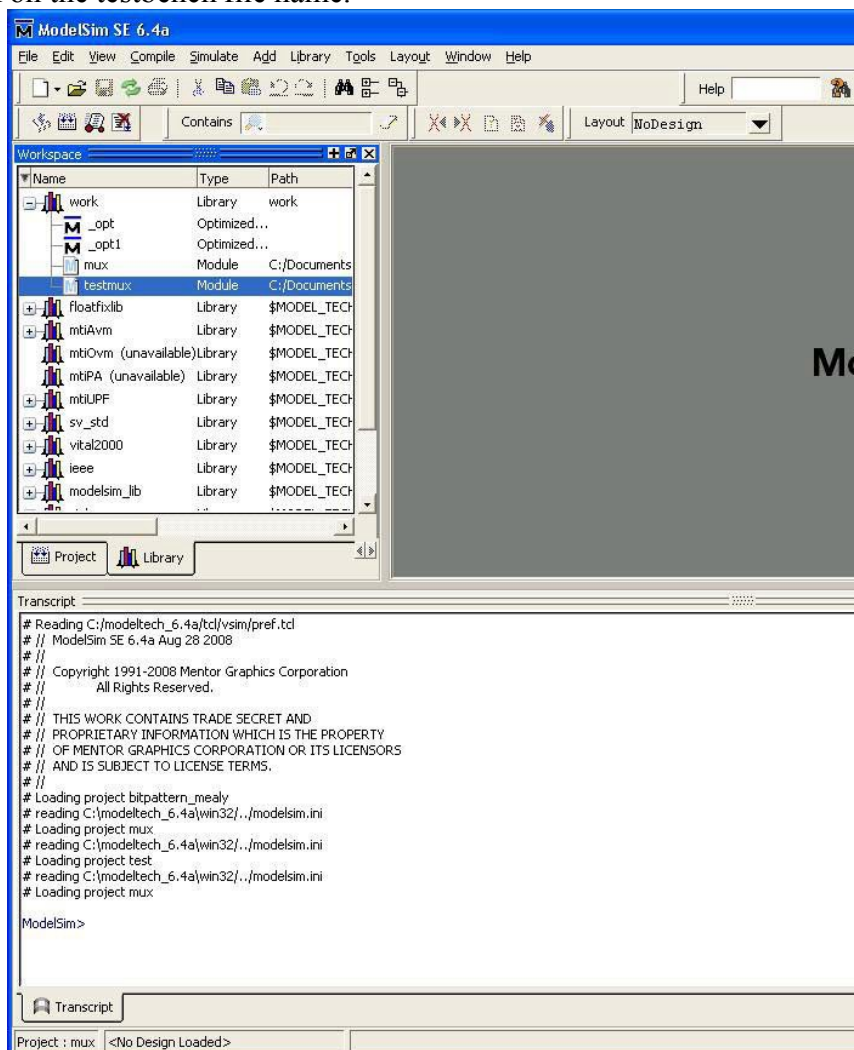 on the testbench file name.
ModelSim SE 6.4a
File Edit View Compile Simulate Add Library Tools Layout Window Help
Help
Contains
Layout NoDesign
Workspace
Name Type Path
work Library work
_opt Optimized...
_opt1 Optimized...
mux Module C:/Documents
testmux Module C:/Documents
floatfixlib Library $MODEL_TECH
mtiAvm Library $MODEL_TECH
mtiOvm (unavailable) Library $MODEL_TECH
mtiPA (unavailable) Library $MODEL_TECH
mtiUPF Library $MODEL_TECH
sv_std Library $MODEL_TECH
vital2000 Library $MODEL_TECH
ieee Library $MODEL_TECH
modelsim_lib Library $MODEL_TECH
Mo
Project Library
Transcript
# Reading C:/modeltech_6.4a/tcl/vsim/pref.tcl
# // ModelSim SE 6.4a Aug 28 2008
# //
# // Copyright 1991-2008 Mentor Graphics Corporation
# // All Rights Reserved.
# //
# // THIS WORK CONTAINS TRADE SECRET AND
# // PROPRIETARY INFORMATION WHICH IS THE PROPERTY
# // OF MENTOR GRAPHICS CORPORATION OR ITS LICENSORS
# // AND IS SUBJECT TO LICENSE TERMS.
# //
# Loading project bitpattern_mealy
# reading C:\modeltech_6.4a\win32/../modelsim.ini
# Loading project mux
# reading C:\modeltech_6.4a\win32/../modelsim.ini
# Loading project test
# reading C:\modeltech_6.4a\win32/../modelsim.ini
# Loading project mux
ModelSim>
Transcript
Project : mux <No Design Loaded>